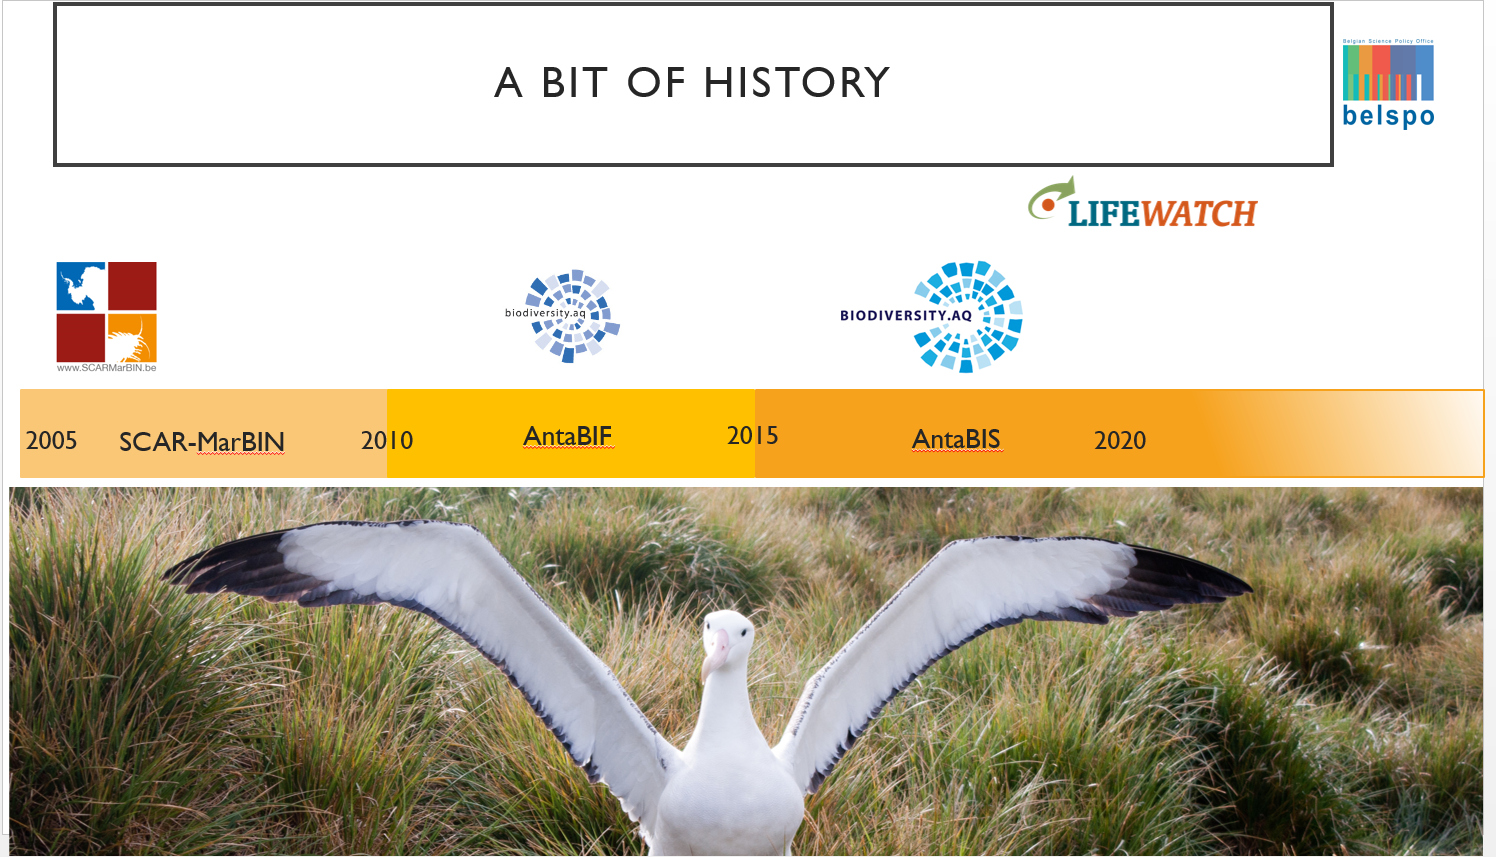 A BIT OF HISTORY
Belgian Science Policy Office
belspo
LIFEWATCH
www.SCARMarBIN.be
biodiversity.aq
BIODIVERSITY.AQ
2005 SCAR-MarBIN 2010 AntaBIF 2015 AntaBIS 2020